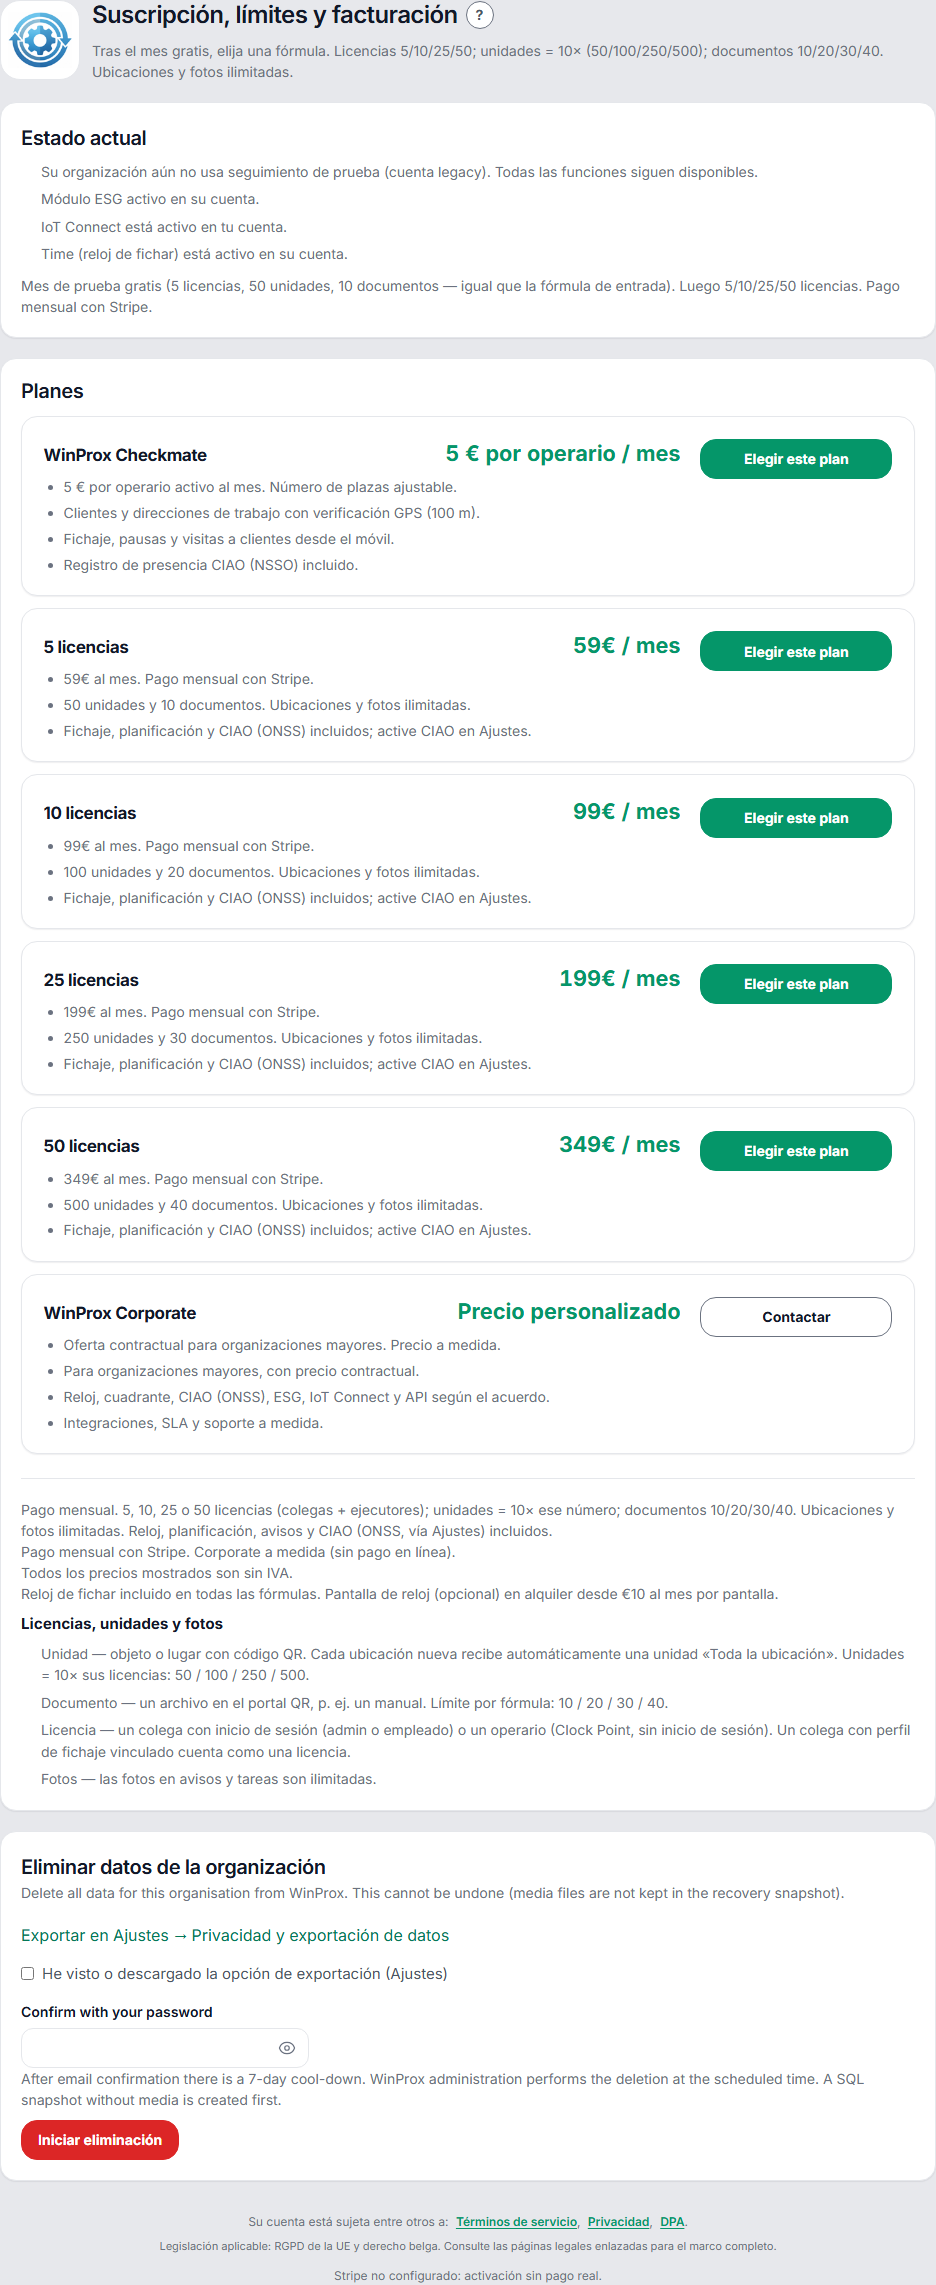 Suscripción, límites y facturación ?
Tras el mes gratis, elija una fórmula. Licencias 5/10/25/50; unidades = 10× (50/100/250/500); documentos 10/20/30/40.
Ubicaciones y fotos ilimitadas.
Estado actual
Su organización aún no usa seguimiento de prueba (cuenta legacy). Todas las funciones siguen disponibles.
Módulo ESG activo en su cuenta.
IoT Connect está activo en tu cuenta.
Time (reloj de fichar) está activo en su cuenta.
Mes de prueba gratis (5 licencias, 50 unidades, 10 documentos — igual que la fórmula de entrada). Luego 5/10/25/50 licencias. Pago
mensual con Stripe.
Planes
WinProx Checkmate 5 € por operario / mes Elegir este plan
• 5 € por operario activo al mes. Número de plazas ajustable.
• Clientes y direcciones de trabajo con verificación GPS (100 m).
• Fichaje, pausas y visitas a clientes desde el móvil.
• Registro de presencia CIAO (NSSO) incluido.
5 licencias 59€ / mes Elegir este plan
• 59€ al mes. Pago mensual con Stripe.
• 50 unidades y 10 documentos. Ubicaciones y fotos ilimitadas.
• Fichaje, planificación y CIAO (ONSS) incluidos; active CIAO en Ajustes.
10 licencias 99€ / mes Elegir este plan
• 99€ al mes. Pago mensual con Stripe.
• 100 unidades y 20 documentos. Ubicaciones y fotos ilimitadas.
• Fichaje, planificación y CIAO (ONSS) incluidos; active CIAO en Ajustes.
25 licencias 199€ / mes Elegir este plan
• 199€ al mes. Pago mensual con Stripe.
• 250 unidades y 30 documentos. Ubicaciones y fotos ilimitadas.
• Fichaje, planificación y CIAO (ONSS) incluidos; active CIAO en Ajustes.
50 licencias 349€ / mes Elegir este plan
• 349€ al mes. Pago mensual con Stripe.
• 500 unidades y 40 documentos. Ubicaciones y fotos ilimitadas.
• Fichaje, planificación y CIAO (ONSS) incluidos; active CIAO en Ajustes.
WinProx Corporate Precio personalizado Contactar
• Oferta contractual para organizaciones mayores. Precio a medida.
• Para organizaciones mayores, con precio contractual.
• Reloj, cuadrante, CIAO (ONSS), ESG, IoT Connect y API según el acuerdo.
• Integraciones, SLA y soporte a medida.
Pago mensual. 5, 10, 25 o 50 licencias (colegas + ejecutores); unidades = 10× ese número; documentos 10/20/30/40. Ubicaciones y
fotos ilimitadas. Reloj, planificación, avisos y CIAO (ONSS, vía Ajustes) incluidos.
Pago mensual con Stripe. Corporate a medida (sin pago en línea).
Todos los precios mostrados son sin IVA.
Reloj de fichar incluido en todas las fórmulas. Pantalla de reloj (opcional) en alquiler desde €10 al mes por pantalla.
Licencias, unidades y fotos
Unidad — objeto o lugar con código QR. Cada ubicación nueva recibe automáticamente una unidad «Toda la ubicación». Unidades
= 10× sus licencias: 50 / 100 / 250 / 500.
Documento — un archivo en el portal QR, p. ej. un manual. Límite por fórmula: 10 / 20 / 30 / 40.
Licencia — un colega con inicio de sesión (admin o empleado) o un operario (Clock Point, sin inicio de sesión). Un colega con perfil
de fichaje vinculado cuenta como una licencia.
Fotos — las fotos en avisos y tareas son ilimitadas.
Eliminar datos de la organización
Delete all data for this organisation from WinProx. This cannot be undone (media files are not kept in the recovery snapshot).
Exportar en Ajustes → Privacidad y exportación de datos
He visto o descargado la opción de exportación (Ajustes)
Confirm with your password
After email confirmation there is a 7-day cool-down. WinProx administration performs the deletion at the scheduled time. A SQL
snapshot without media is created first.
Iniciar eliminación
Su cuenta está sujeta entre otros a: Términos de servicio, Privacidad, DPA.
Legislación aplicable: RGPD de la UE y derecho belga. Consulte las páginas legales enlazadas para el marco completo.
Stripe no configurado: activación sin pago real.